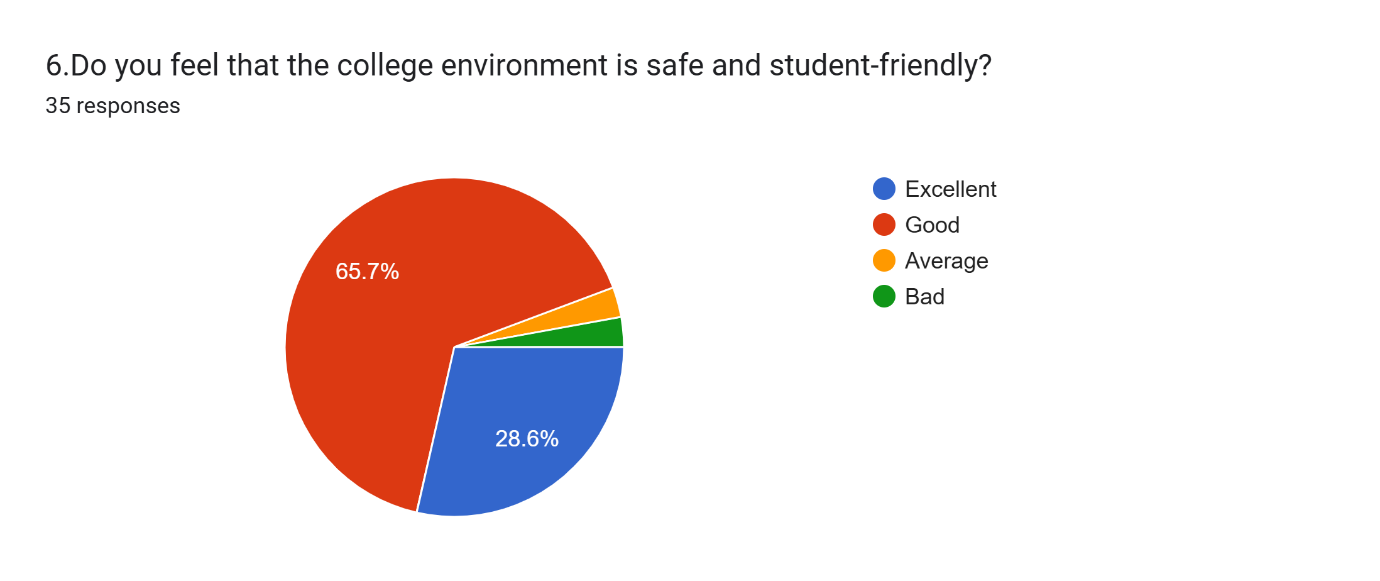 6.Do you feel that the college environment is safe and student-friendly?
35 responses
65.7%
28.6%
Excellent
Good
Average
Bad